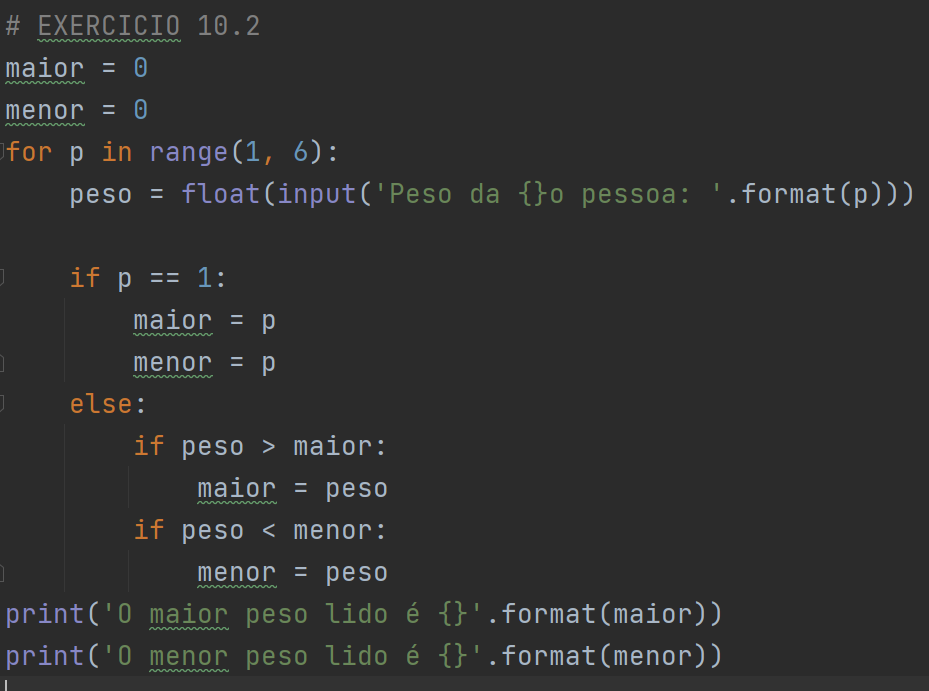 # EXERCICIO 10.2
maior = 0
menor = 0
for p in range(1, 6):
    peso = float(input('Peso da {}o pessoa: '.format(p)))

    if p == 1:
        maior = p
        menor = p
    else:
        if peso > maior:
            maior = peso
        if peso < menor:
            menor = peso
print('O maior peso lido é {}'.format(maior))
print('O menor peso lido é {}'.format(menor))